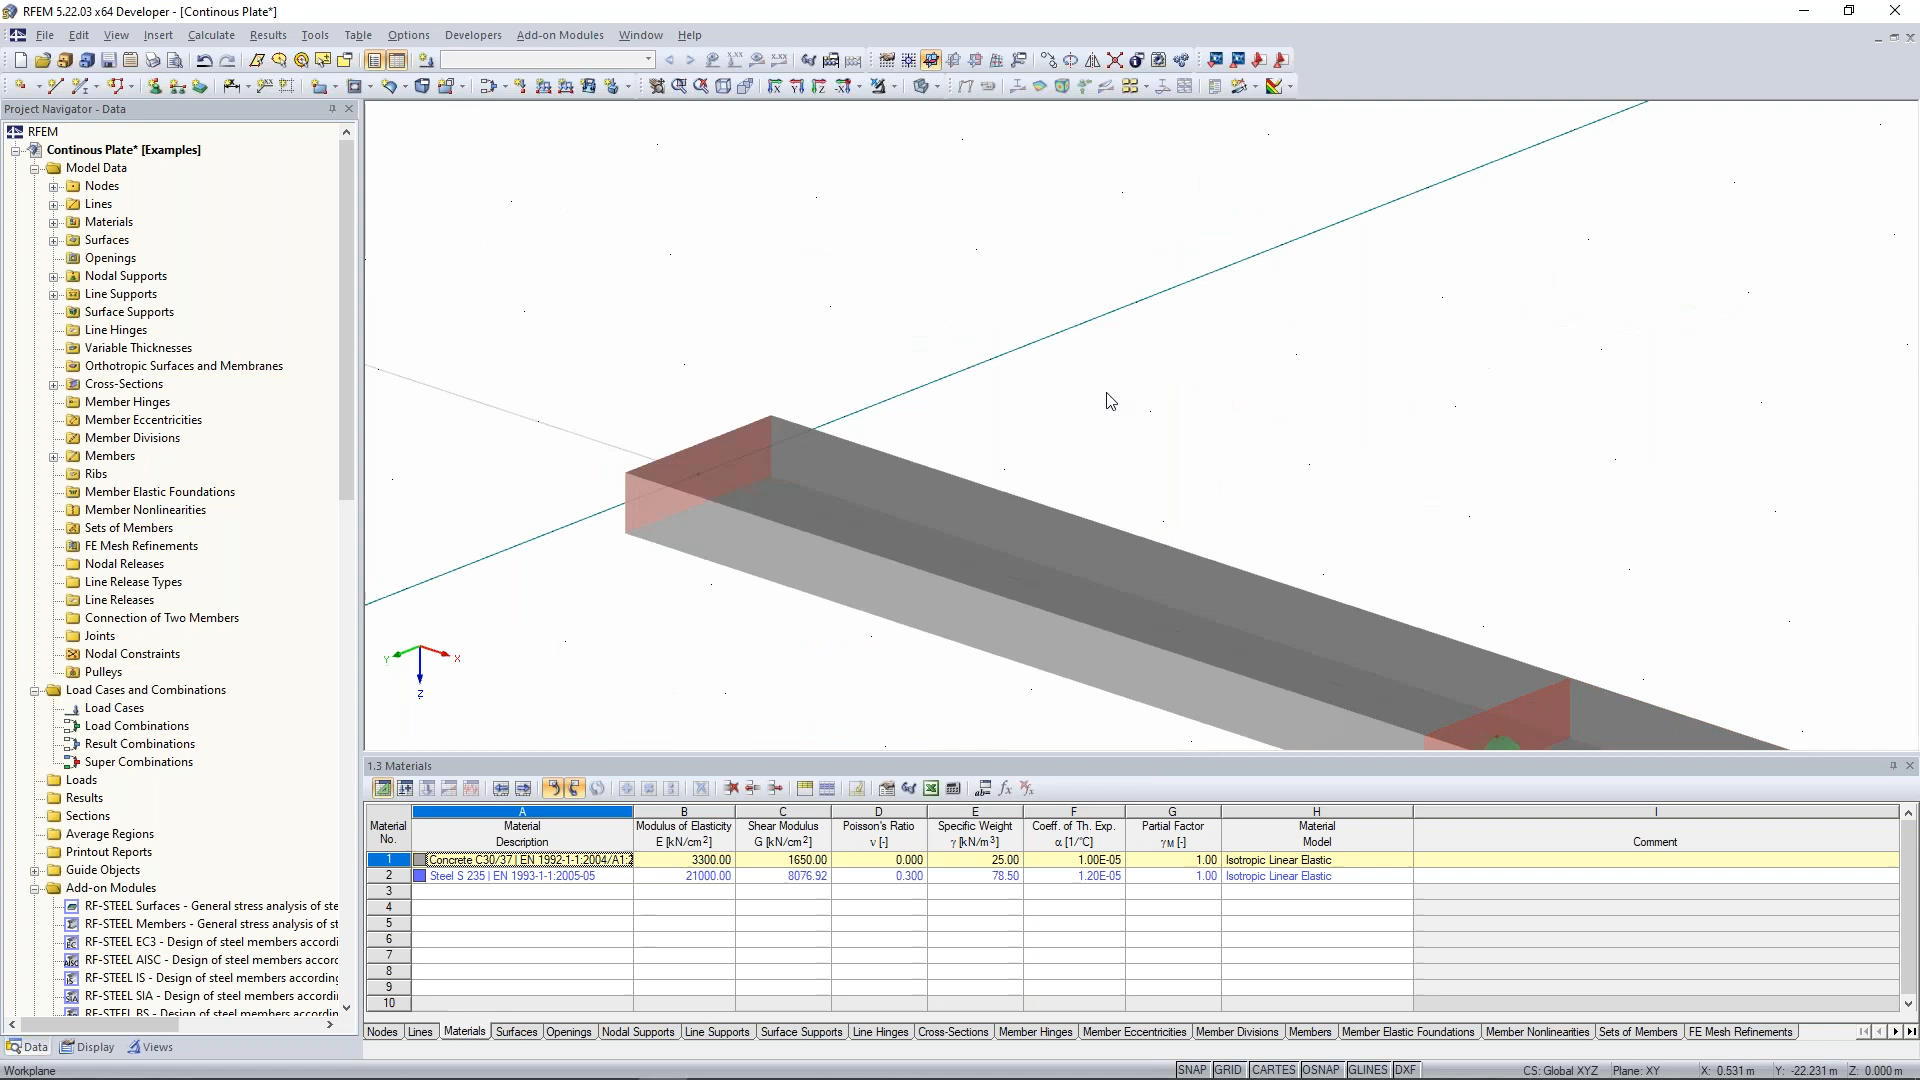 RFEM 5.22.03 x64 Developer - [Continous Plate*]
File Edit View Insert Calculate Results Tools Table Options Developers Add-on Modules Window Help
Project Navigator - Data
RFEM
Continous Plate* [Examples]
Model Data
Nodes
Lines
Materials
Surfaces
Openings
Nodal Supports
Line Supports
Surface Supports
Line Hinges
Variable Thicknesses
Orthotropic Surfaces and Membranes
Cross-Sections
Member Hinges
Member Eccentricities
Member Divisions
Members
Ribs
Member Elastic Foundations
Member Nonlinearities
Sets of Members
FE Mesh Refinements
Nodal Releases
Line Release Types
Line Releases
Connection of Two Members
Joints
Nodal Constraints
Pulleys
Load Cases and Combinations
Load Cases
Load Combinations
Result Combinations
Super Combinations
Loads
Results
Sections
Average Regions
Printout Reports
Guide Objects
Add-on Modules
RF-STEEL Surfaces - General stress analysis of ste
RF-STEEL Members - General stress analysis of st
RF-STEEL EC3 - Design of steel members accordi
RF-STEEL AISC - Design of steel members accorc
RF-STEEL IS - Design of steel members according
RF-STEEL SIA - Design of steel members accordi
RF-STEEL BS - Design of steel members according
Data Display Views
Y X
Z
1.3 Materials
A B C D E F G H I
Material No. Material Description Modulus of Elasticity E [kN/cm²] Shear Modulus G [kN/cm²] Poisson's Ratio ν [-] Specific Weight γ [kN/m³] Coeff. of Th. Exp. α [1/°C] Partial Factor γM [-] Material Model Comment
1 Concrete C30/37 | EN 1992-1-1:2004/A1:2 3300.00 1650.00 0.000 25.00 1.00E-05 1.00 Isotropic Linear Elastic
2 Steel S 235 | EN 1993-1-1:2005-05 21000.00 8076.92 0.300 78.50 1.20E-05 1.00 Isotropic Linear Elastic
3
4
5
6
7
8
9
10
Nodes Lines Materials Surfaces Openings Nodal Supports Line Supports Surface Supports Line Hinges Cross-Sections Member Hinges Member Eccentricities Member Divisions Members Member Elastic Foundations Member Nonlinearities Sets of Members FE Mesh Refinements
Workplane SNAP GRID CARTES OSNAP GLINES DXF CS: Global XYZ Plane: XY X: 0.531 m Y: -22.231 m Z: 0.000 m